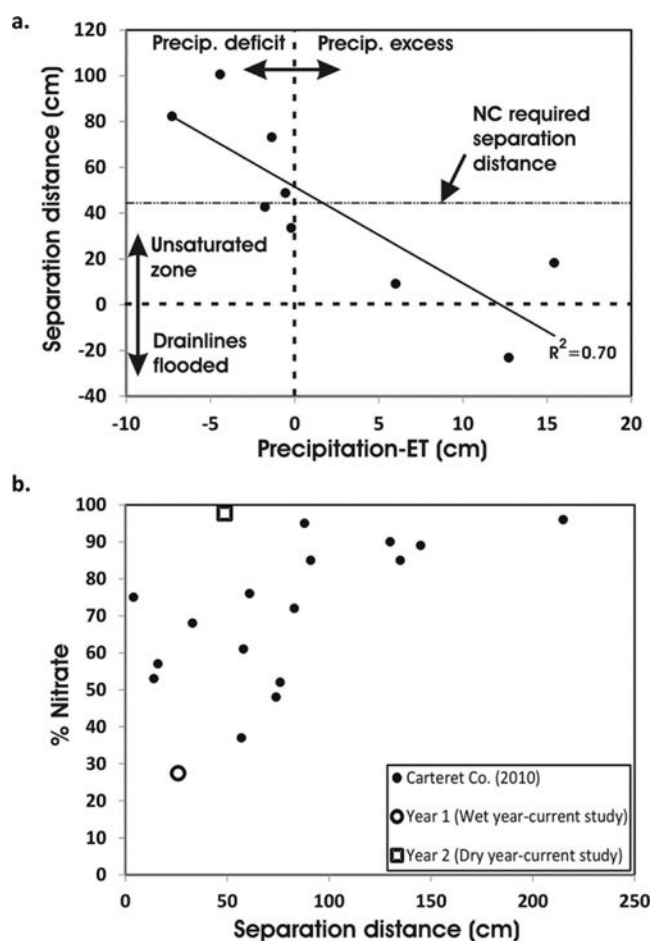 a.
Precip. deficit
Precip. excess
NC required
separation
distance
Unsaturated
zone
Drainlines
flooded
R²=0.70
Separation distance (cm)
120
100
80
60
40
20
0
-20
-40
-10
-5
0
5
10
15
20
Precipitation-ET (cm)
b.
% Nitrate
100
90
80
70
60
50
40
30
20
10
0
Carteret Co. (2010)
Year 1 (Wet year-current study)
Year 2 (Dry year-current study)
0
50
100
150
200
250
Separation distance (cm)